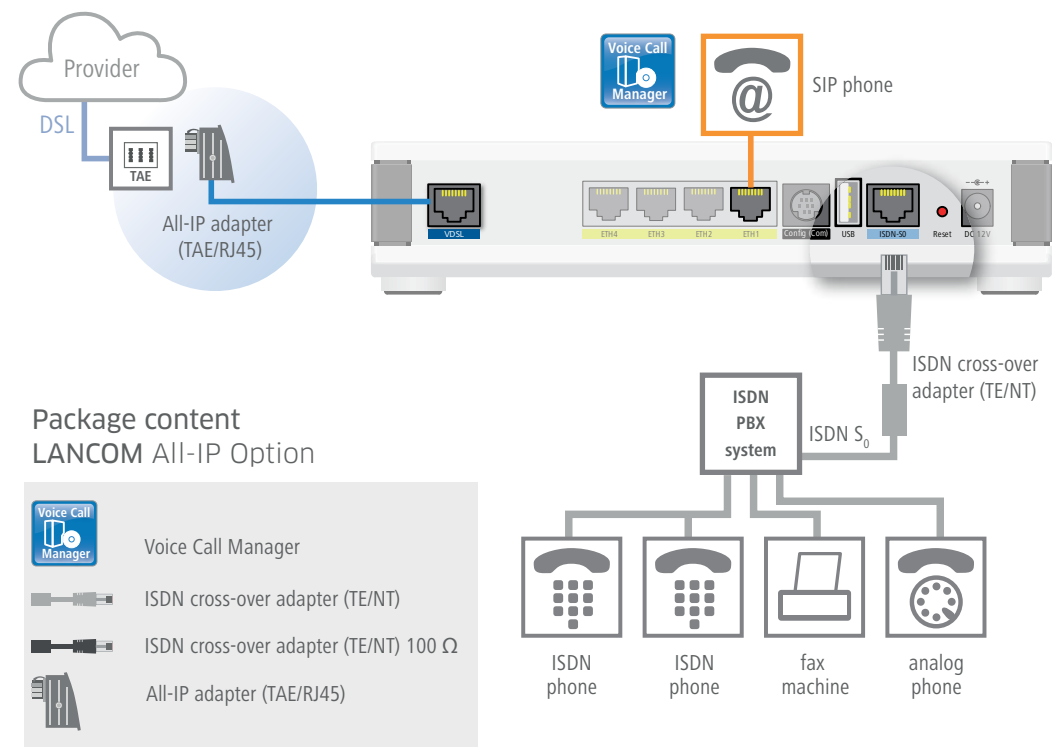 Provider
DSL
TAE
All-IP adapter
(TAE/RJ45)
Voice Call
Manager
@
SIP phone
VDSL
ETH4
ETH3
ETH2
ETH1
Config (Com)
USB
ISDN-S0
Reset
DC 12V
ISDN cross-over
adapter (TE/NT)
ISDN
PBX
system
ISDN S₀
ISDN
phone
ISDN
phone
fax
machine
analog
phone
Package content
LANCOM All-IP Option
Voice Call
Manager
Voice Call Manager
ISDN cross-over adapter (TE/NT)
ISDN cross-over adapter (TE/NT) 100 Ω
All-IP adapter (TAE/RJ45)